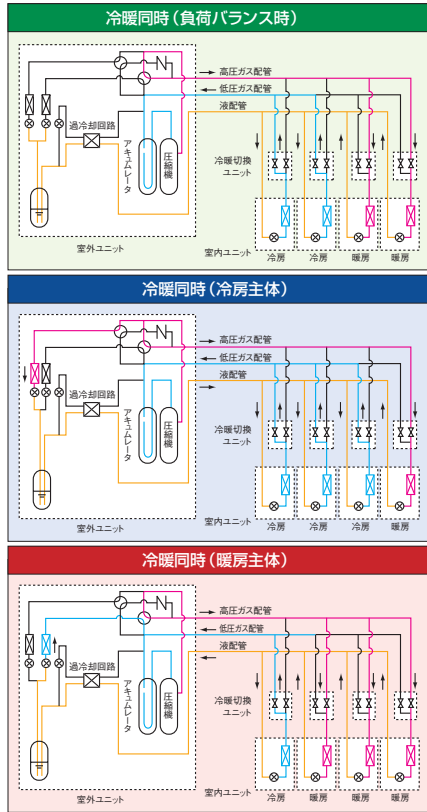 冷暖同時（負荷バランス時）
高圧ガス配管
低圧ガス配管
液配管
過冷却回路
アキュムレータ
圧縮機
冷暖切換
ユニット
室外ユニット
室内ユニット
冷房
冷房
暖房
暖房
冷暖同時（冷房主体）
高圧ガス配管
低圧ガス配管
液配管
過冷却回路
アキュムレータ
圧縮機
冷暖切換
ユニット
室外ユニット
室内ユニット
冷房
冷房
冷房
暖房
冷暖同時（暖房主体）
高圧ガス配管
低圧ガス配管
液配管
過冷却回路
アキュムレータ
圧縮機
冷暖切換
ユニット
室外ユニット
室内ユニット
冷房
暖房
暖房
暖房